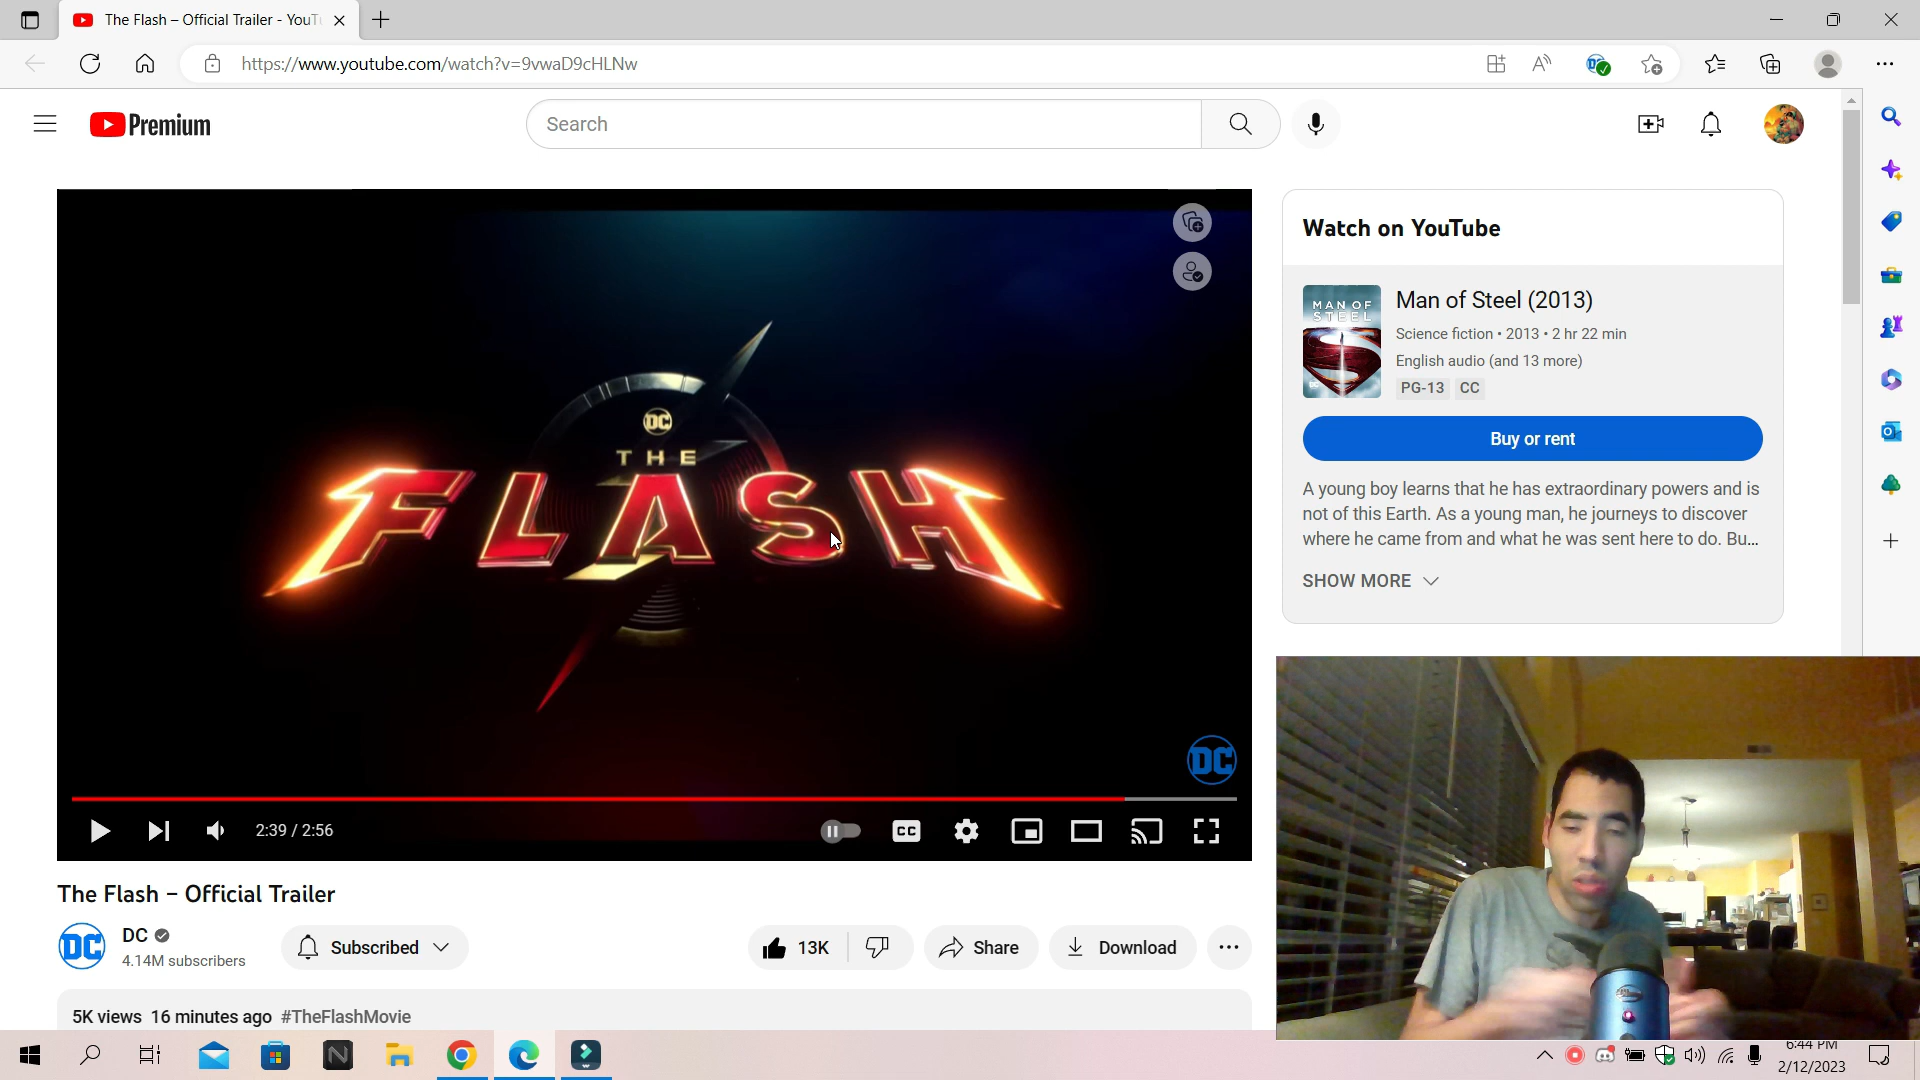 The Flash – Official Trailer - YouT
https://www.youtube.com/watch?v=9vwaD9cHLNw
Premium
Search
DC
THE
FLASH
DC
2:39 / 2:56
CC
The Flash – Official Trailer
DC
DC
4.14M subscribers
Subscribed
13K
Share
Download
5K views 16 minutes ago #TheFlashMovie
Watch on YouTube
MAN OF
STEEL
Man of Steel (2013)
Science fiction • 2013 • 2 hr 22 min
English audio (and 13 more)
PG-13 CC
Buy or rent
A young boy learns that he has extraordinary powers and is
not of this Earth. As a young man, he journeys to discover
where he came from and what he was sent here to do. Bu...
SHOW MORE
6:44 PM
2/12/2023